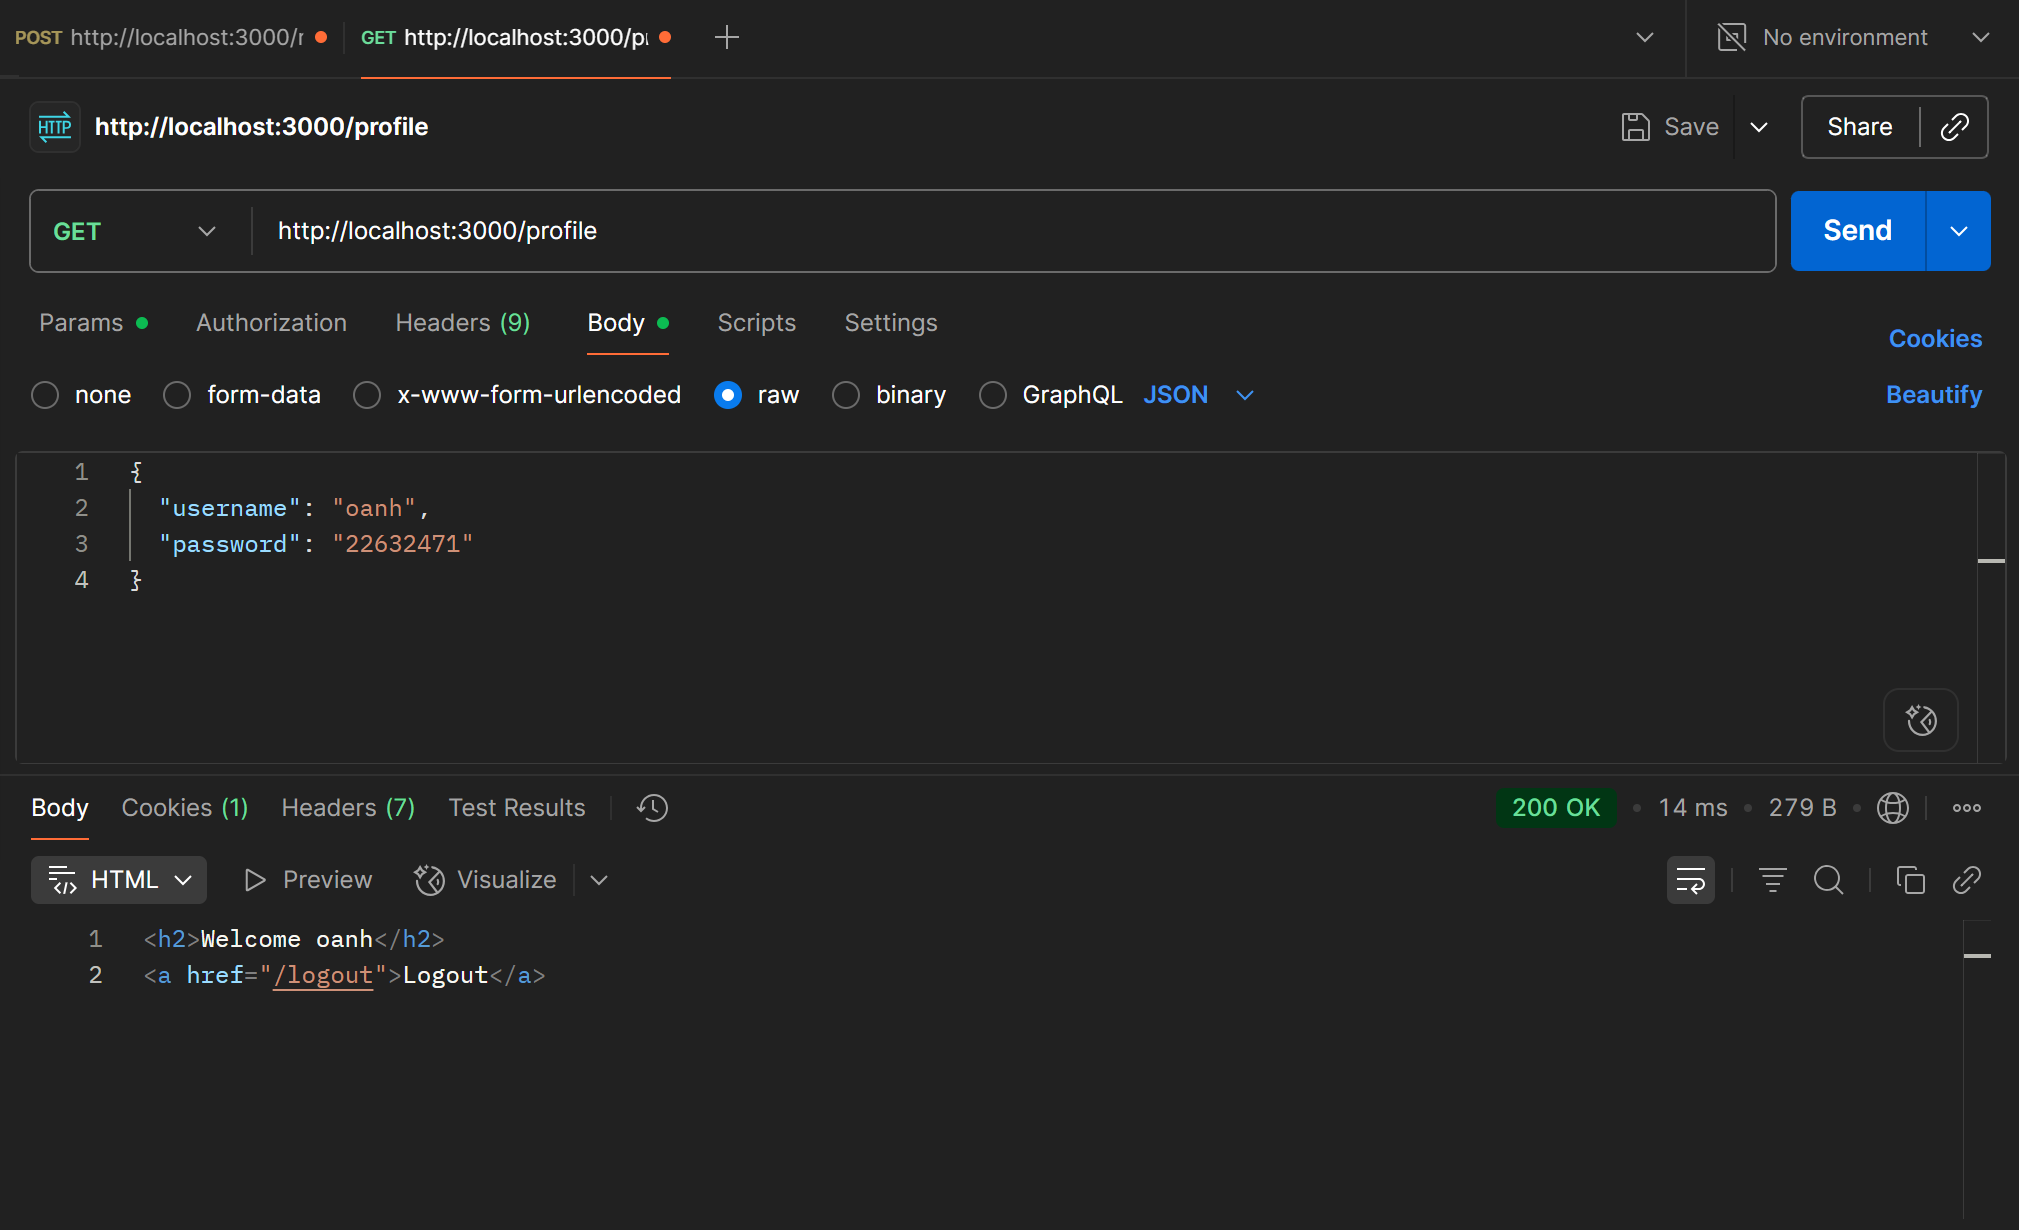 POST http://localhost:3000/r GET http://localhost:3000/p No environment
HTTP http://localhost:3000/profile Save Share
GET http://localhost:3000/profile Send
Params Authorization Headers (9) Body Scripts Settings Cookies
none form-data x-www-form-urlencoded raw binary GraphQL JSON Beautify
1 {
2 "username": "oanh",
3 "password": "22632471"
4 }
Body Cookies (1) Headers (7) Test Results 200 OK 14 ms 279 B
HTML Preview Visualize
1 <h2>Welcome oanh</h2>
2 <a href="/logout">Logout</a>